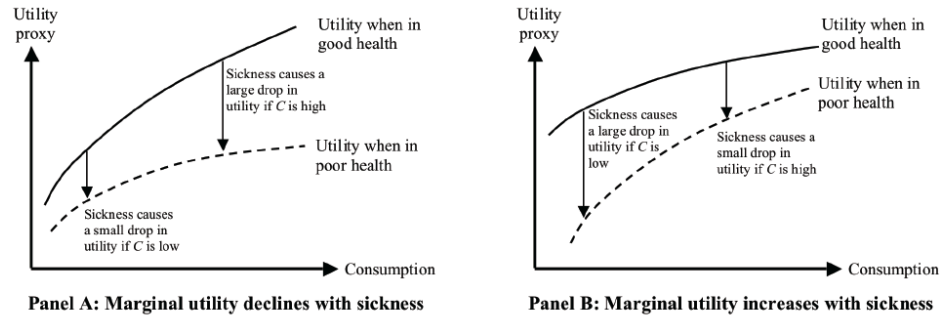 Utility
proxy
Utility when in
good health
Sickness causes a
large drop in
utility if C is high
Utility when in
poor health
Sickness causes
a small drop in
utility if C is low
Consumption
Panel A: Marginal utility declines with sickness
Utility
proxy
Utility when in
good health
Utility when in
poor health
Sickness causes
a large drop in
utility if C is
low
Sickness causes a
small drop in
utility if C is high
Consumption
Panel B: Marginal utility increases with sickness